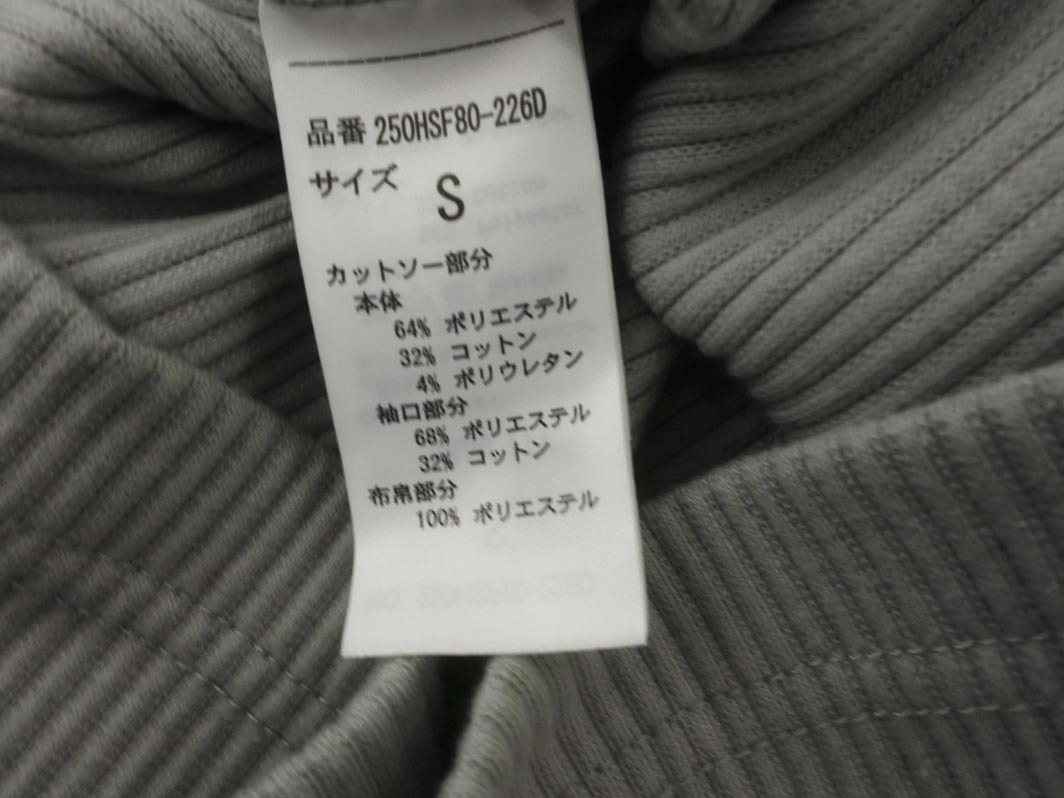 品番 250HSF80-226D
サイズ S
カットソー部分
本体
64% ポリエステル
32% コットン
4% ポリウレタン
袖口部分
68% ポリエステル
32% コットン
布帛部分
100% ポリエステル